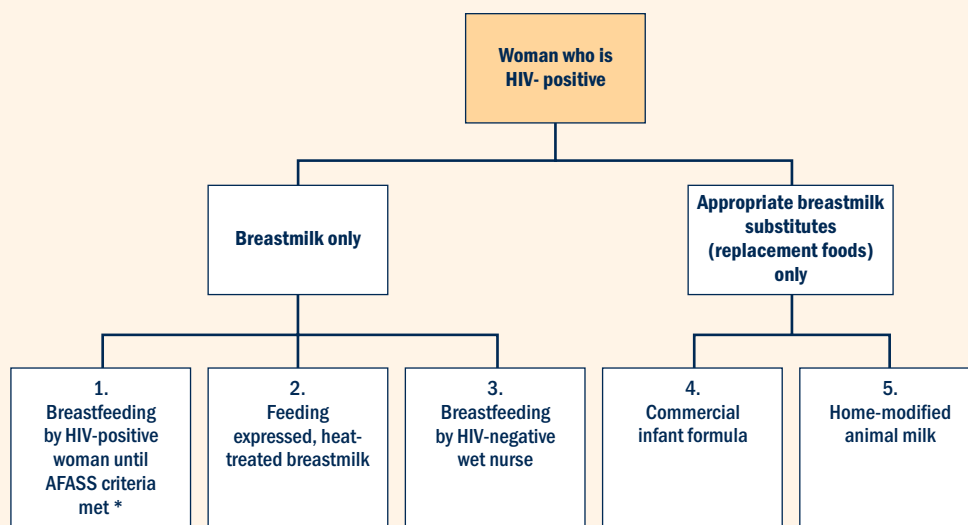 Woman who is
HIV- positive
Breastmilk only
Appropriate breastmilk
substitutes
(replacement foods)
only
1.
Breastfeeding
by HIV-positive
woman until
AFASS criteria
met *
2.
Feeding
expressed, heat-
treated breastmilk
3.
Breastfeeding
by HIV-negative
wet nurse
4.
Commercial
infant formula
5.
Home-modified
animal milk